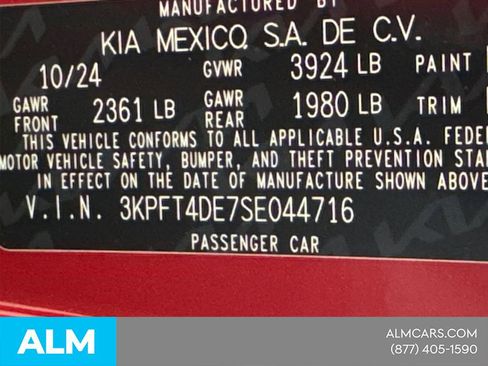 MANUFACTURED BY
KIA MEXICO, S.A. DE C.V.
10/24 GVWR 3924 LB PAINT
GAWR FRONT 2361 LB GAWR REAR 1980 LB TRIM
THIS VEHICLE CONFORMS TO ALL APPLICABLE U.S.A. FEDE
MOTOR VEHICLE SAFETY, BUMPER, AND THEFT PREVENTION STA
IN EFFECT ON THE DATE OF MANUFACTURE SHOWN ABOVE
V.I.N. 3KPFT4DE7SE044716
PASSENGER CAR
ALM
ALMCARS.COM
(877) 405-1590